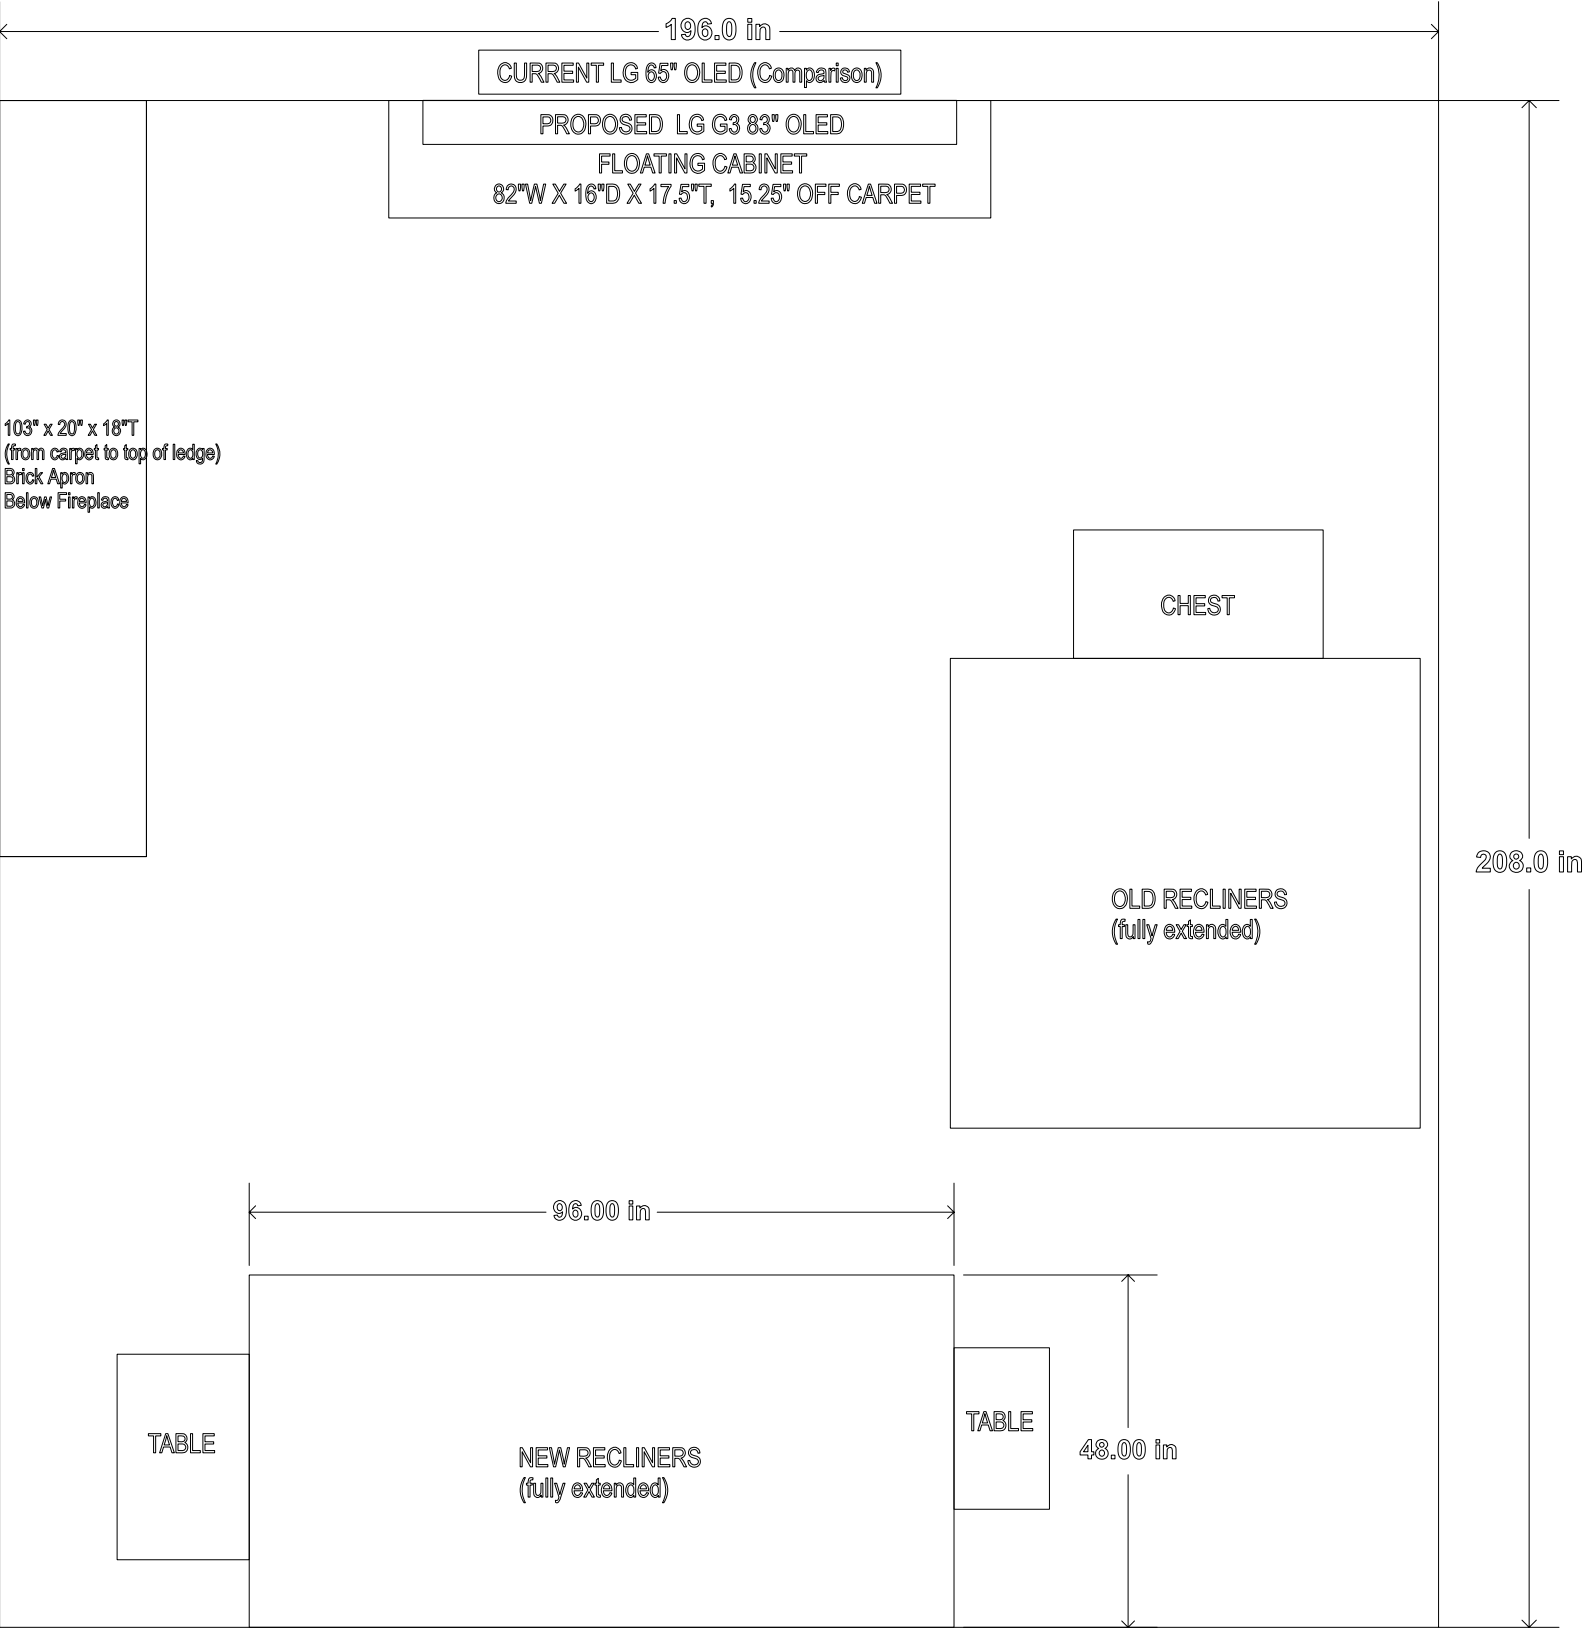 196.0 in
CURRENT LG 65" OLED (Comparison)
PROPOSED LG G3 83" OLED
FLOATING CABINET
82"W X 16"D X 17.5"T, 15.25" OFF CARPET
103" x 20" x 18"T
(from carpet to top of ledge)
Brick Apron
Below Fireplace
CHEST
208.0 in
OLD RECLINERS
(fully extended)
96.00 in
TABLE
NEW RECLINERS
(fully extended)
TABLE
48.00 in